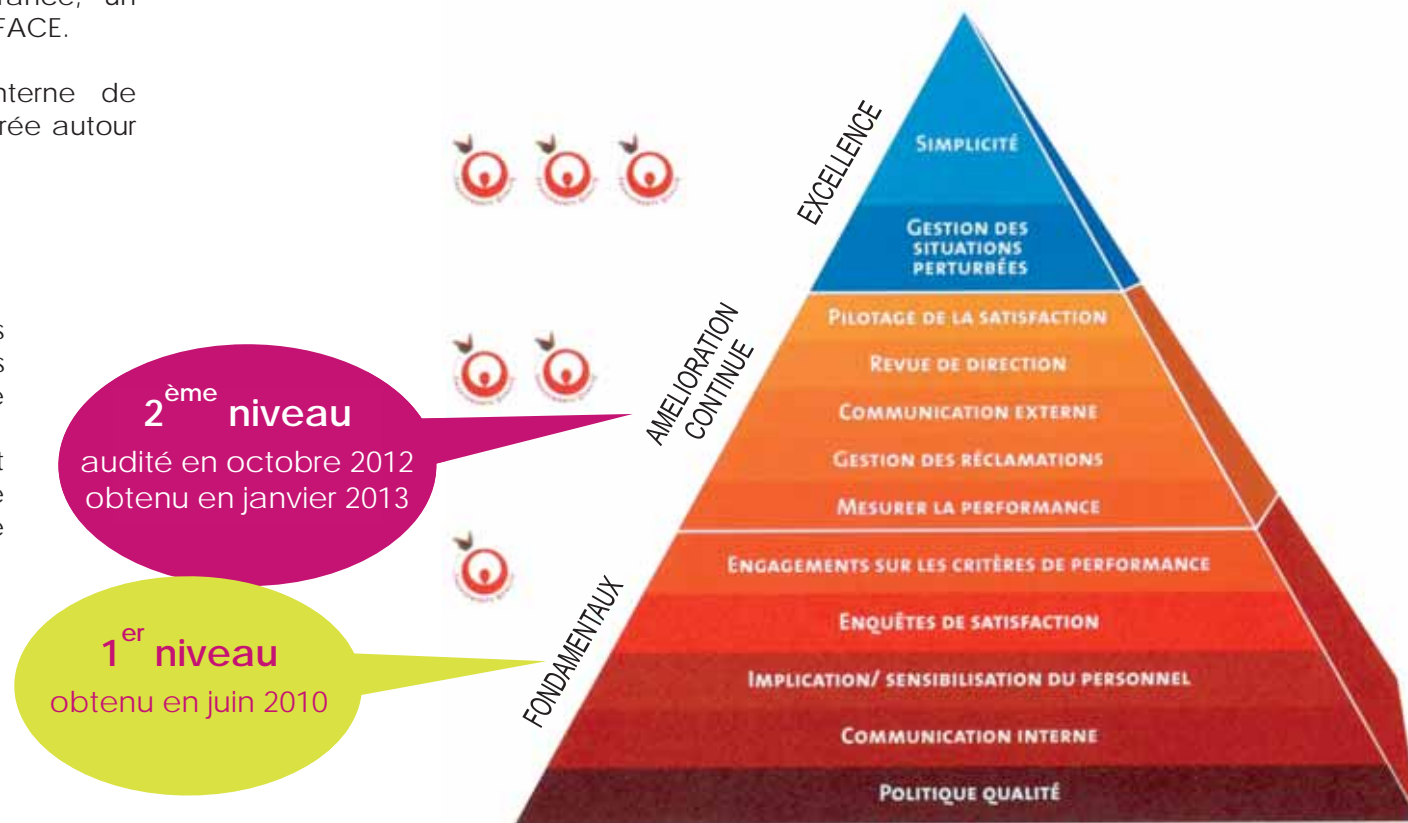 rance, un
FACE.
nterne de
rée autour
s
s
e
t
e
e
2ème niveau
audité en octobre 2012
obtenu en janvier 2013
1er niveau
obtenu en juin 2010
EXCELLENCE
AMELIORATION
CONTINUE
FONDAMENTAUX
SIMPLICITÉ
GESTION DES
SITUATIONS
PERTURBÉES
PILOTAGE DE LA SATISFACTION
REVUE DE DIRECTION
COMMUNICATION EXTERNE
GESTION DES RÉCLAMATIONS
MESURER LA PERFORMANCE
ENGAGEMENTS SUR LES CRITÈRES DE PERFORMANCE
ENQUÊTES DE SATISFACTION
IMPLICATION/ SENSIBILISATION DU PERSONNEL
COMMUNICATION INTERNE
POLITIQUE QUALITÉ